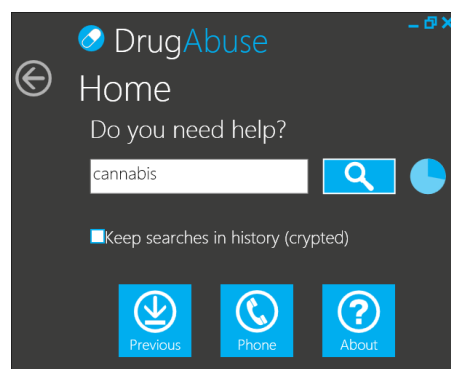 DrugAbuse
Home
Do you need help?
cannabis
Keep searches in history (crypted)
Previous Phone About